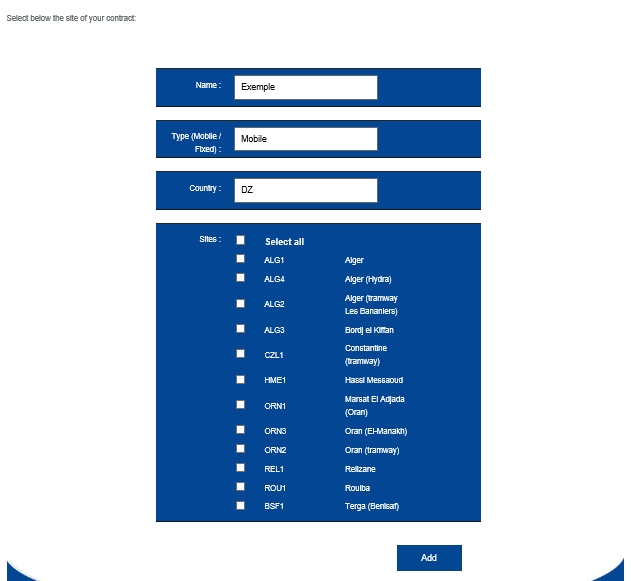 Select below the site of your contract:
Name : Exemple
Type (Mobile /
Fixed) : Mobile
Country : DZ
Sites : Select all
ALG1 Alger
ALG4 Alger (Hydra)
ALG2 Alger (tramway
Les Bananiers)
ALG3 Bordj el Kiffan
CZL1 Constantine
(tramway)
HME1 Hassi Messaoud
ORN1 Marsat El Adjada
(Oran)
ORN3 Oran (El-Manakh)
ORN2 Oran (tramway)
REL1 Relizane
ROU1 Rouiba
BSF1 Terga (Benisaf)
Add